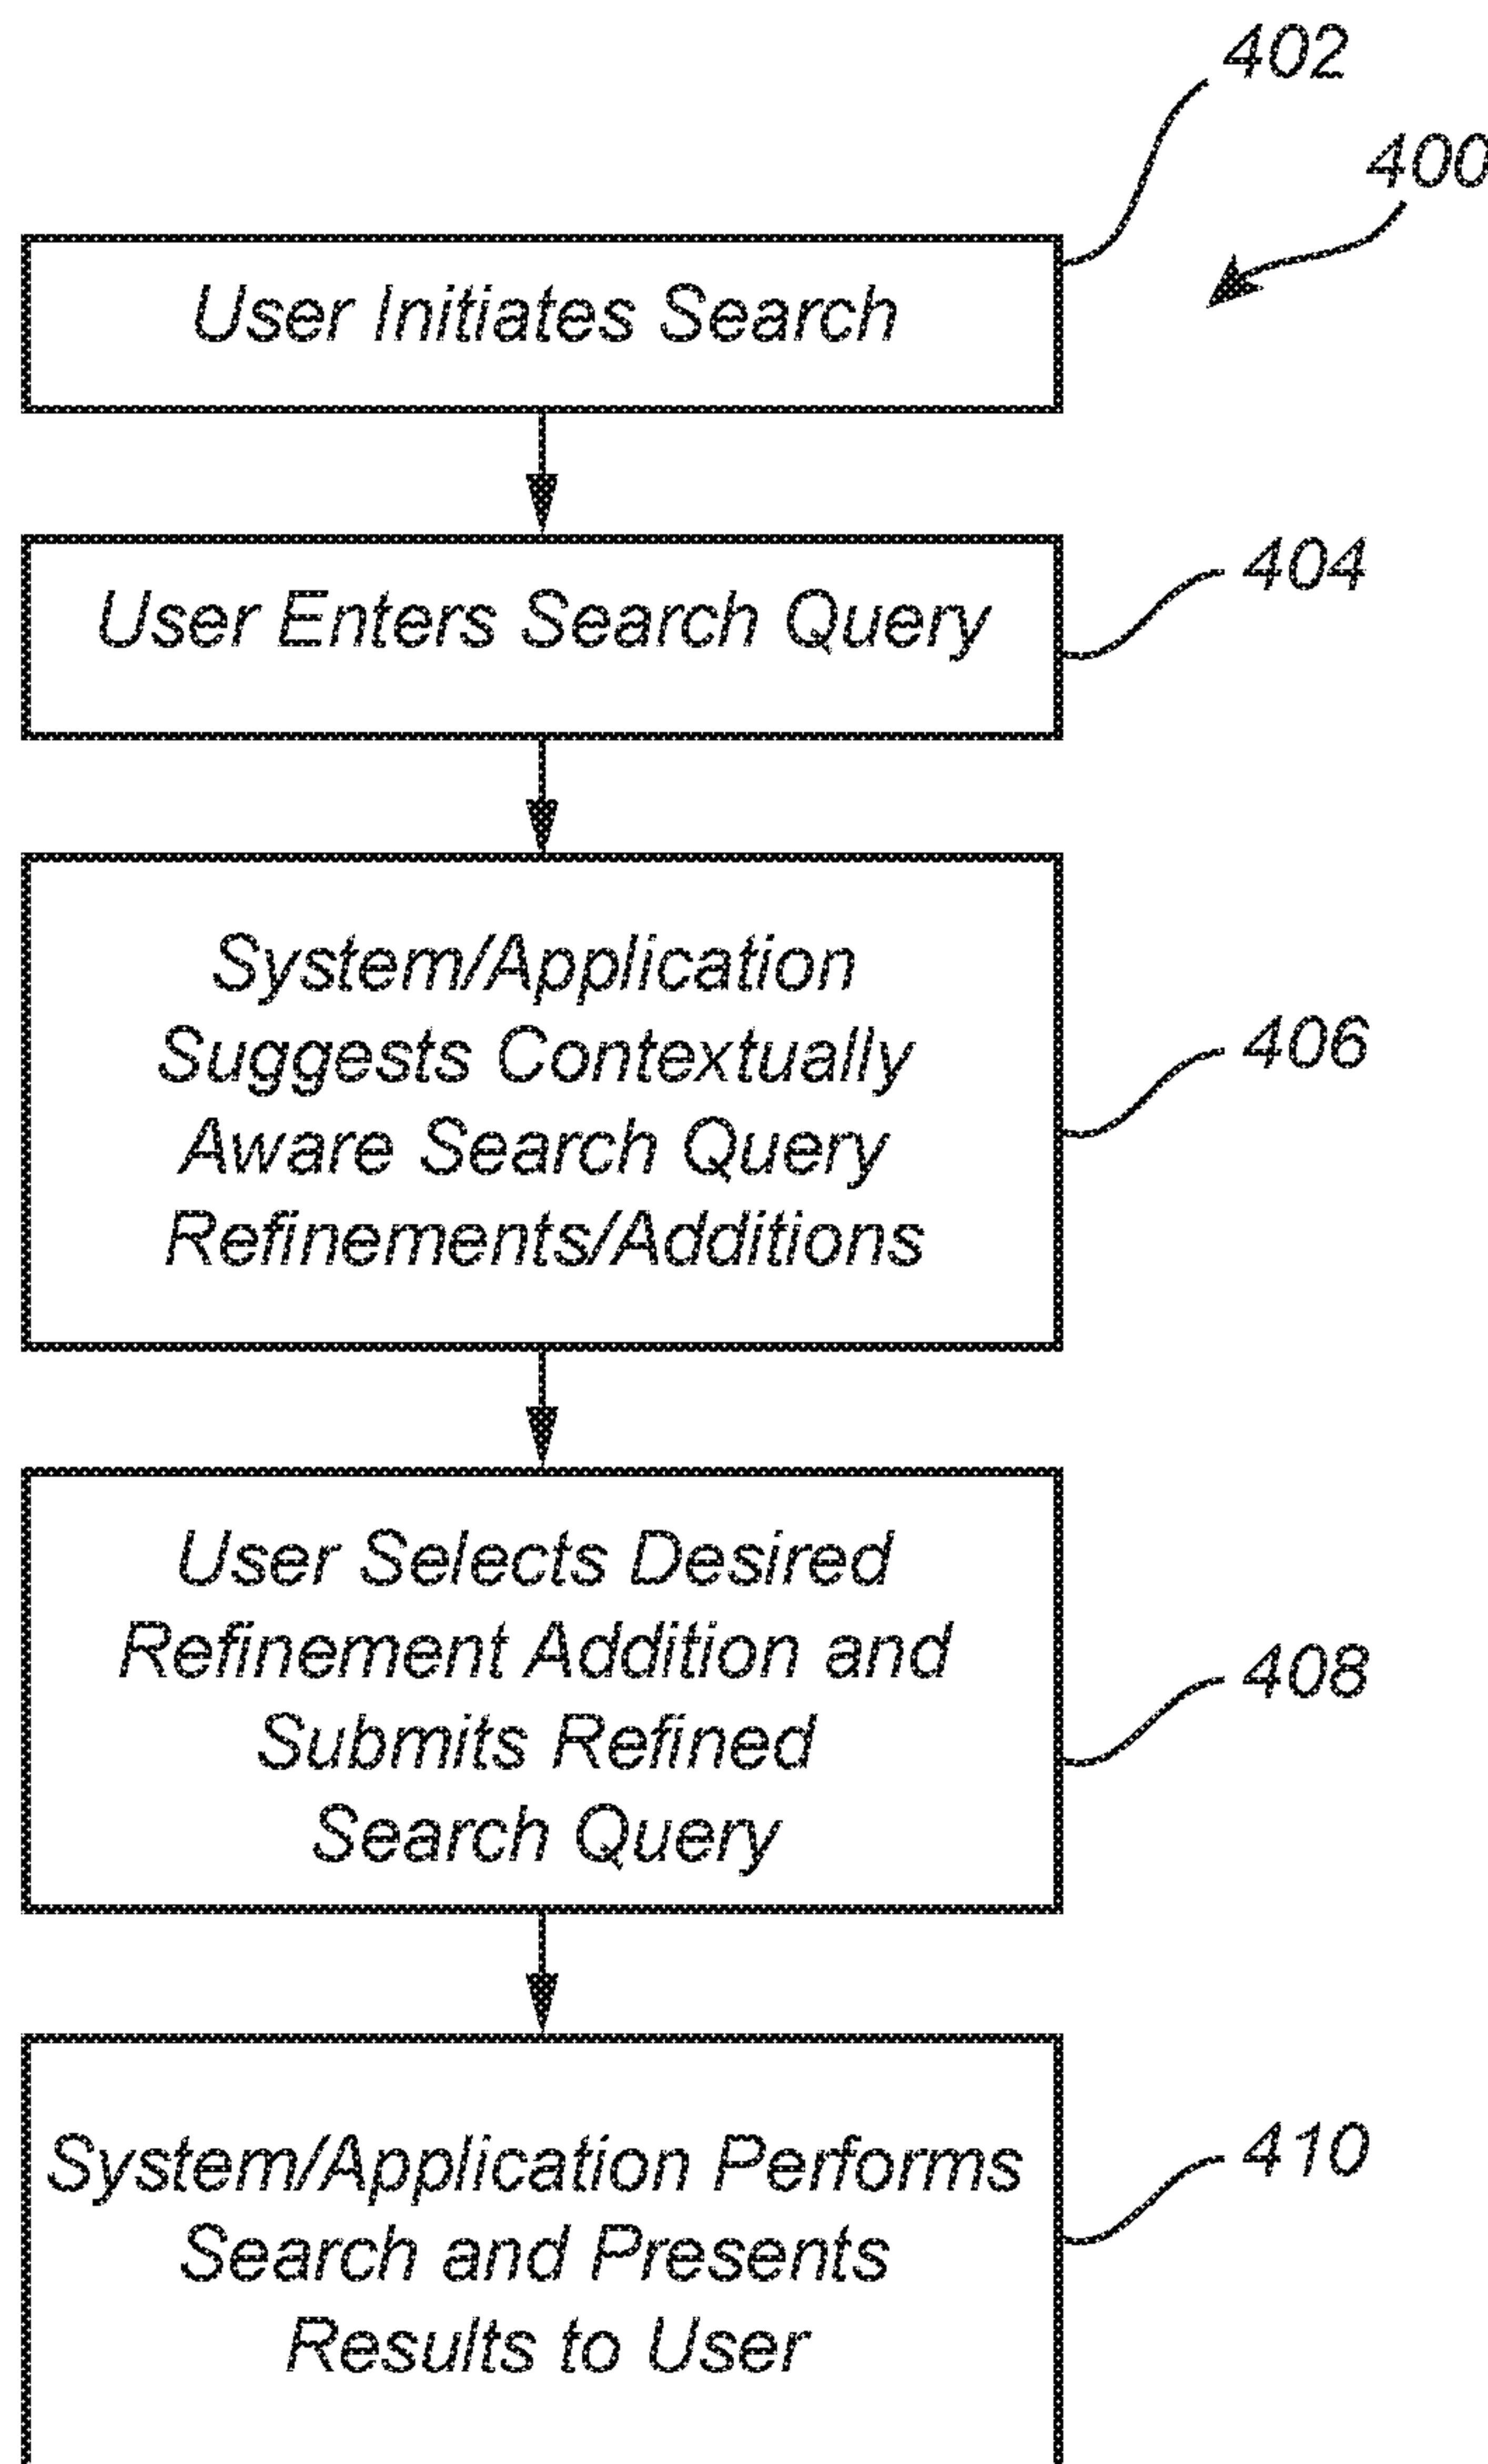 402
400
User Initiates Search
User Enters Search Query
404
System/Application
Suggests Contextually
Aware Search Query
Refinements/Additions
406
User Selects Desired
Refinement Addition and
Submits Refined
Search Query
408
System/Application Performs
Search and Presents
Results to User
410